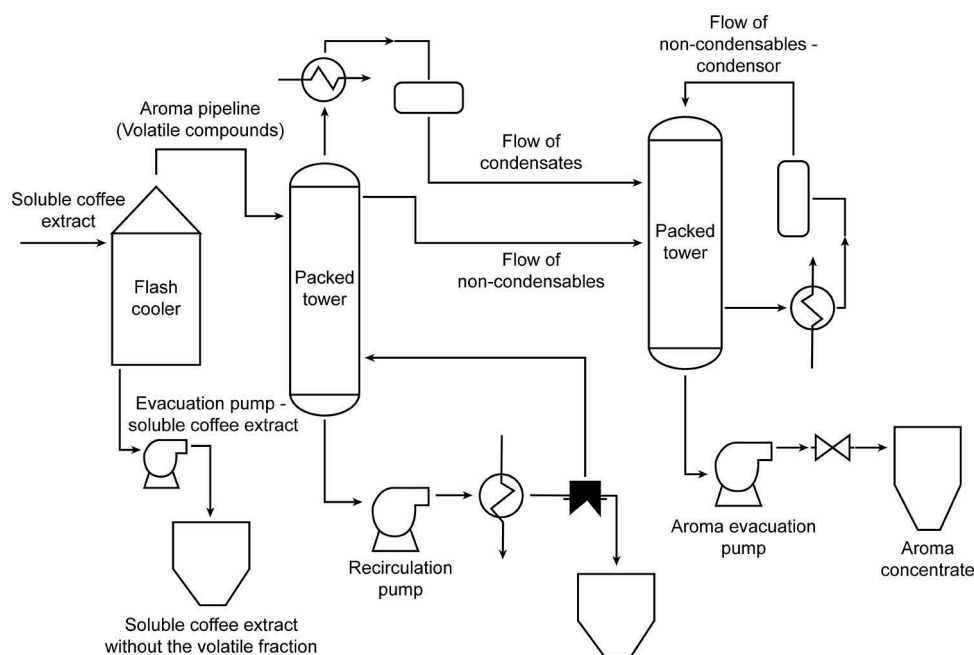 Flow of
non-condensables -
condensor
Aroma pipeline
(Volatile compounds)
Flow of
condensates
Soluble coffee
extract
Flash
cooler
Packed
tower
Packed
tower
Flow
of non-condensables
Evacuation pump -
soluble coffee extract
Recirculation
pump
Aroma evacuation
pump
Aroma
concentrate
Soluble coffee extract
without the volatile fraction